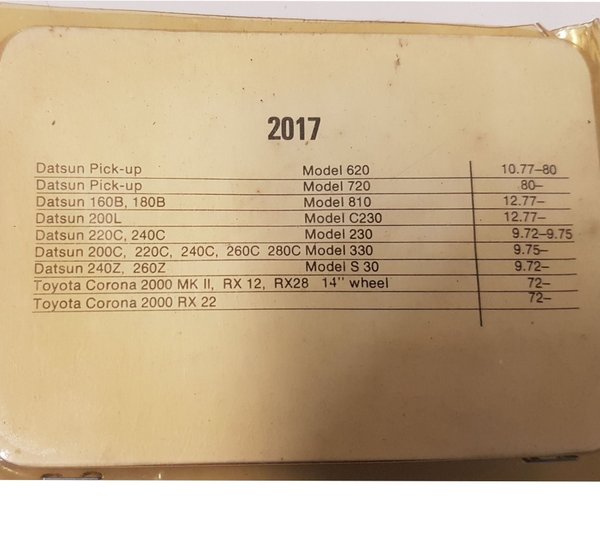 2017
Datsun Pick-up Model 620 10.77–80
Datsun Pick-up Model 720 80–
Datsun 160B, 180B Model 810 12.77–
Datsun 200L Model C230 12.77–
Datsun 220C, 240C Model 230 9.72–9.75
Datsun 200C, 220C, 240C, 260C 280C Model 330 9.75–
Datsun 240Z, 260Z Model S 30 9.72–
Toyota Corona 2000 MK II, RX 12, RX28 14" wheel 72–
Toyota Corona 2000 RX 22 72–